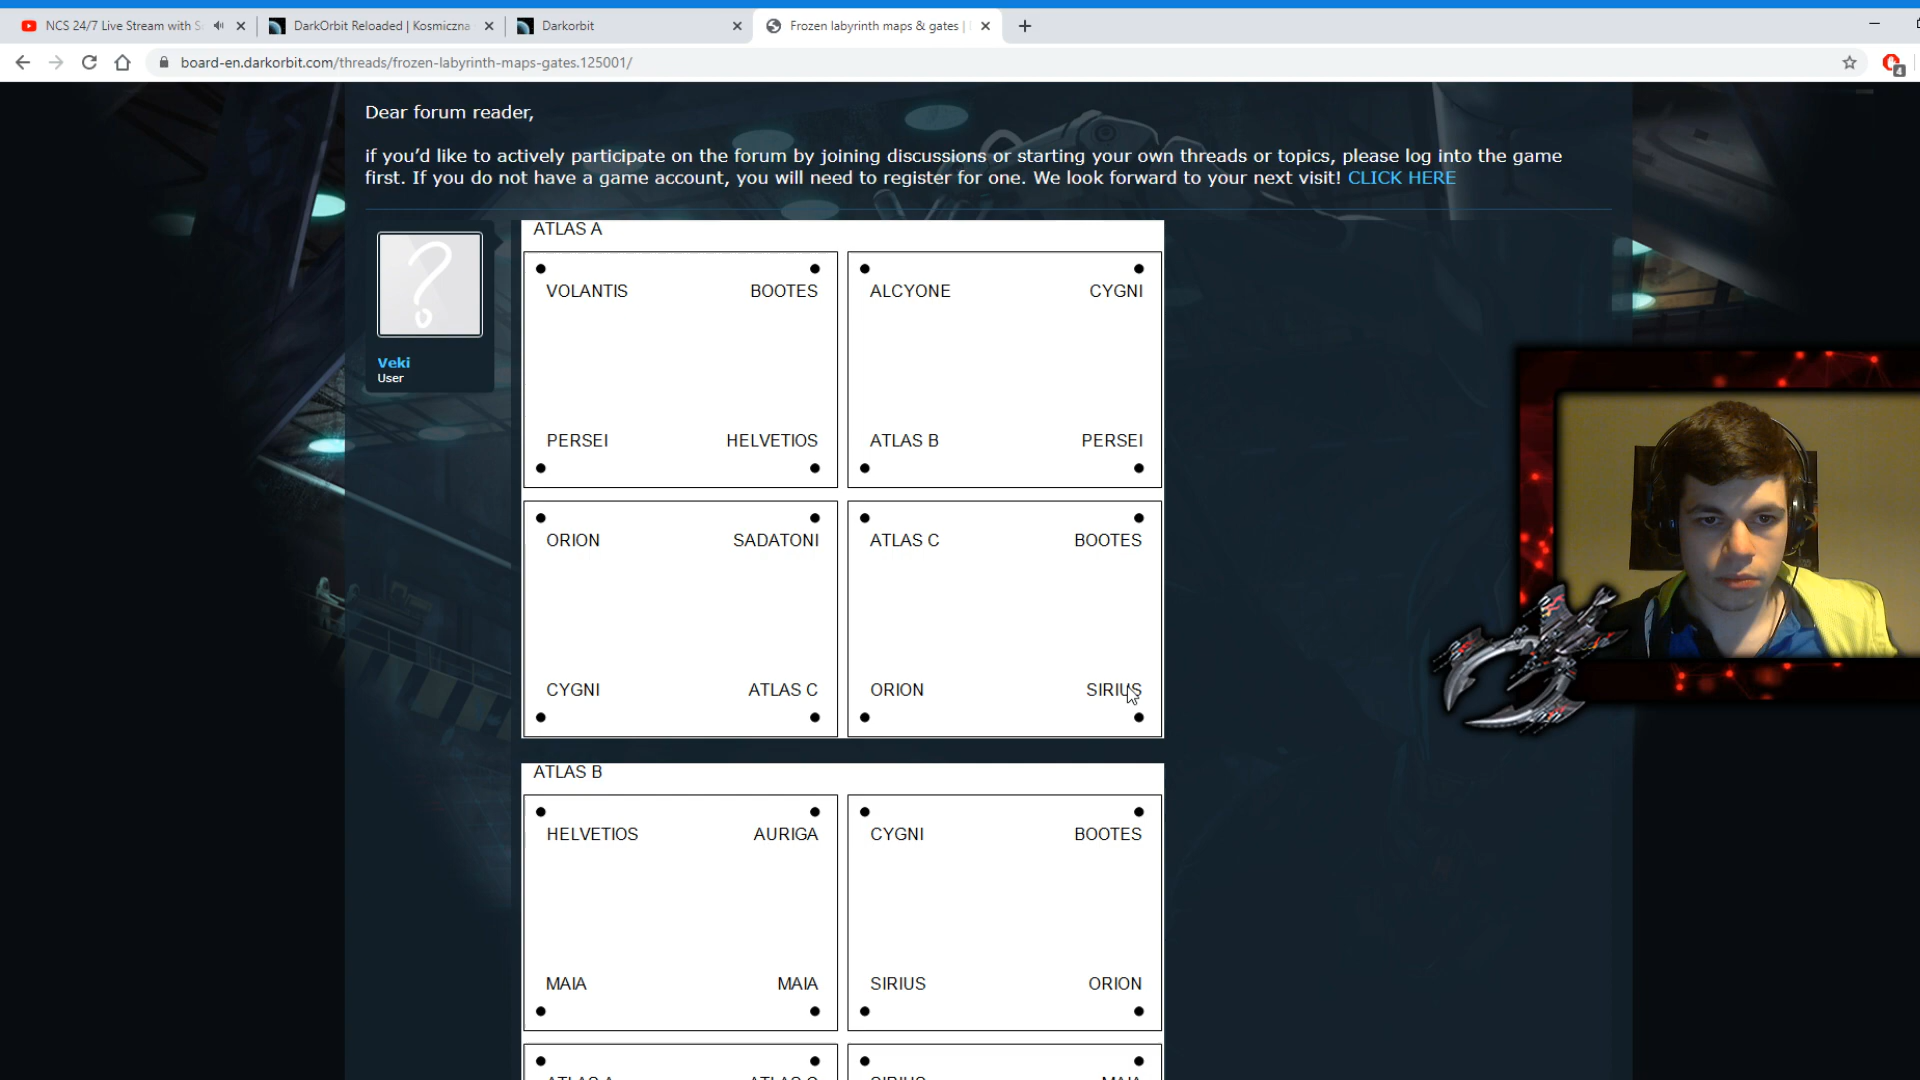 NCS 24/7 Live Stream with S
DarkOrbit Reloaded | Kosmiczna
Darkorbit
Frozen labyrinth maps & gates |
board-en.darkorbit.com/threads/frozen-labyrinth-maps-gates.125001/
4
Dear forum reader,
if you’d like to actively participate on the forum by joining discussions or starting your own threads or topics, please log into the game
first. If you do not have a game account, you will need to register for one. We look forward to your next visit! CLICK HERE
Veki
User
ATLAS A
VOLANTIS BOOTES ALCYONE CYGNI
PERSEI HELVETIOS ATLAS B PERSEI
ORION SADATONI ATLAS C BOOTES
CYGNI ATLAS C ORION SIRIUS
ATLAS B
HELVETIOS AURIGA CYGNI BOOTES
MAIA MAIA SIRIUS ORION
ATLAS A ATLAS C SIRIUS MAIA